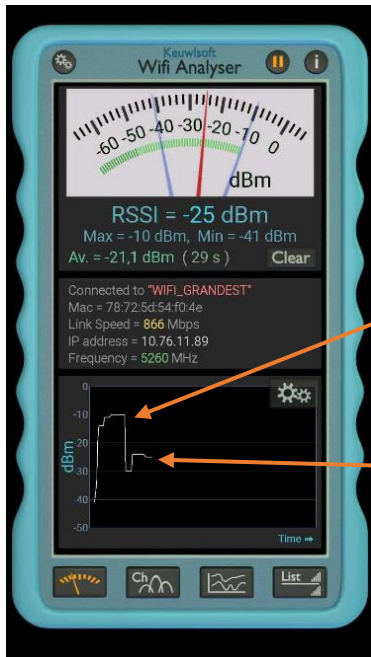 Keuwlsoft
Wifi Analyser
i
-60 -50 -40 -30 -20 -10 0
dBm
RSSI = -25 dBm
Max = -10 dBm, Min = -41 dBm
Av. = -21,1 dBm ( 29 s ) Clear
Connected to "WIFI_GRANDEST"
Mac = 78:72:5d:54:f0:4e
Link Speed = 866 Mbps
IP address = 10.76.11.89
Frequency = 5260 MHz
0
-10
-20
-30
-40
-50
dBm
Time
Ch
List